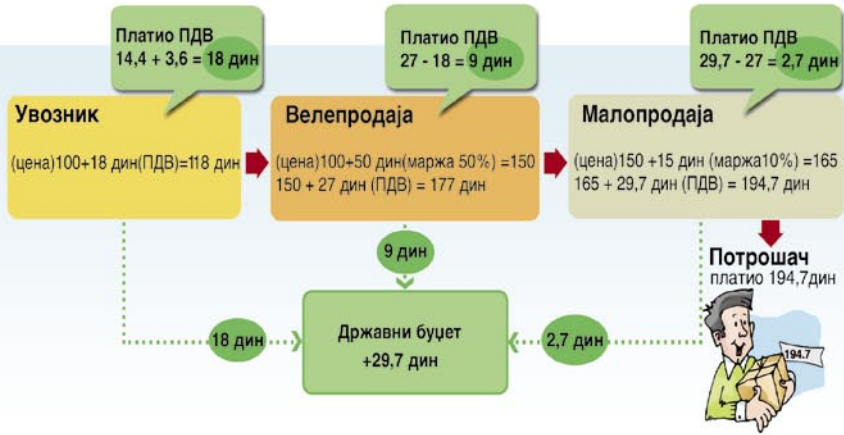 Платио ПДВ
14,4 + 3,6 = 18 дин
Платио ПДВ
27 - 18 = 9 дин
Платио ПДВ
29,7 - 27 = 2,7 дин
Увозник
(цена)100+18 дин(ПДВ)=118 дин
Велепродаја
(цена)100+50 дин(маржа 50%) =150
150 + 27 дин (ПДВ) = 177 дин
Малопродаја
(цена)150 +15 дин (маржа10%) =165
165 + 29,7 дин (ПДВ) = 194,7 дин
Потрошач
платио 194,7дин
194.7
9 дин
18 дин
Државни буџет
+29,7 дин
2,7 дин